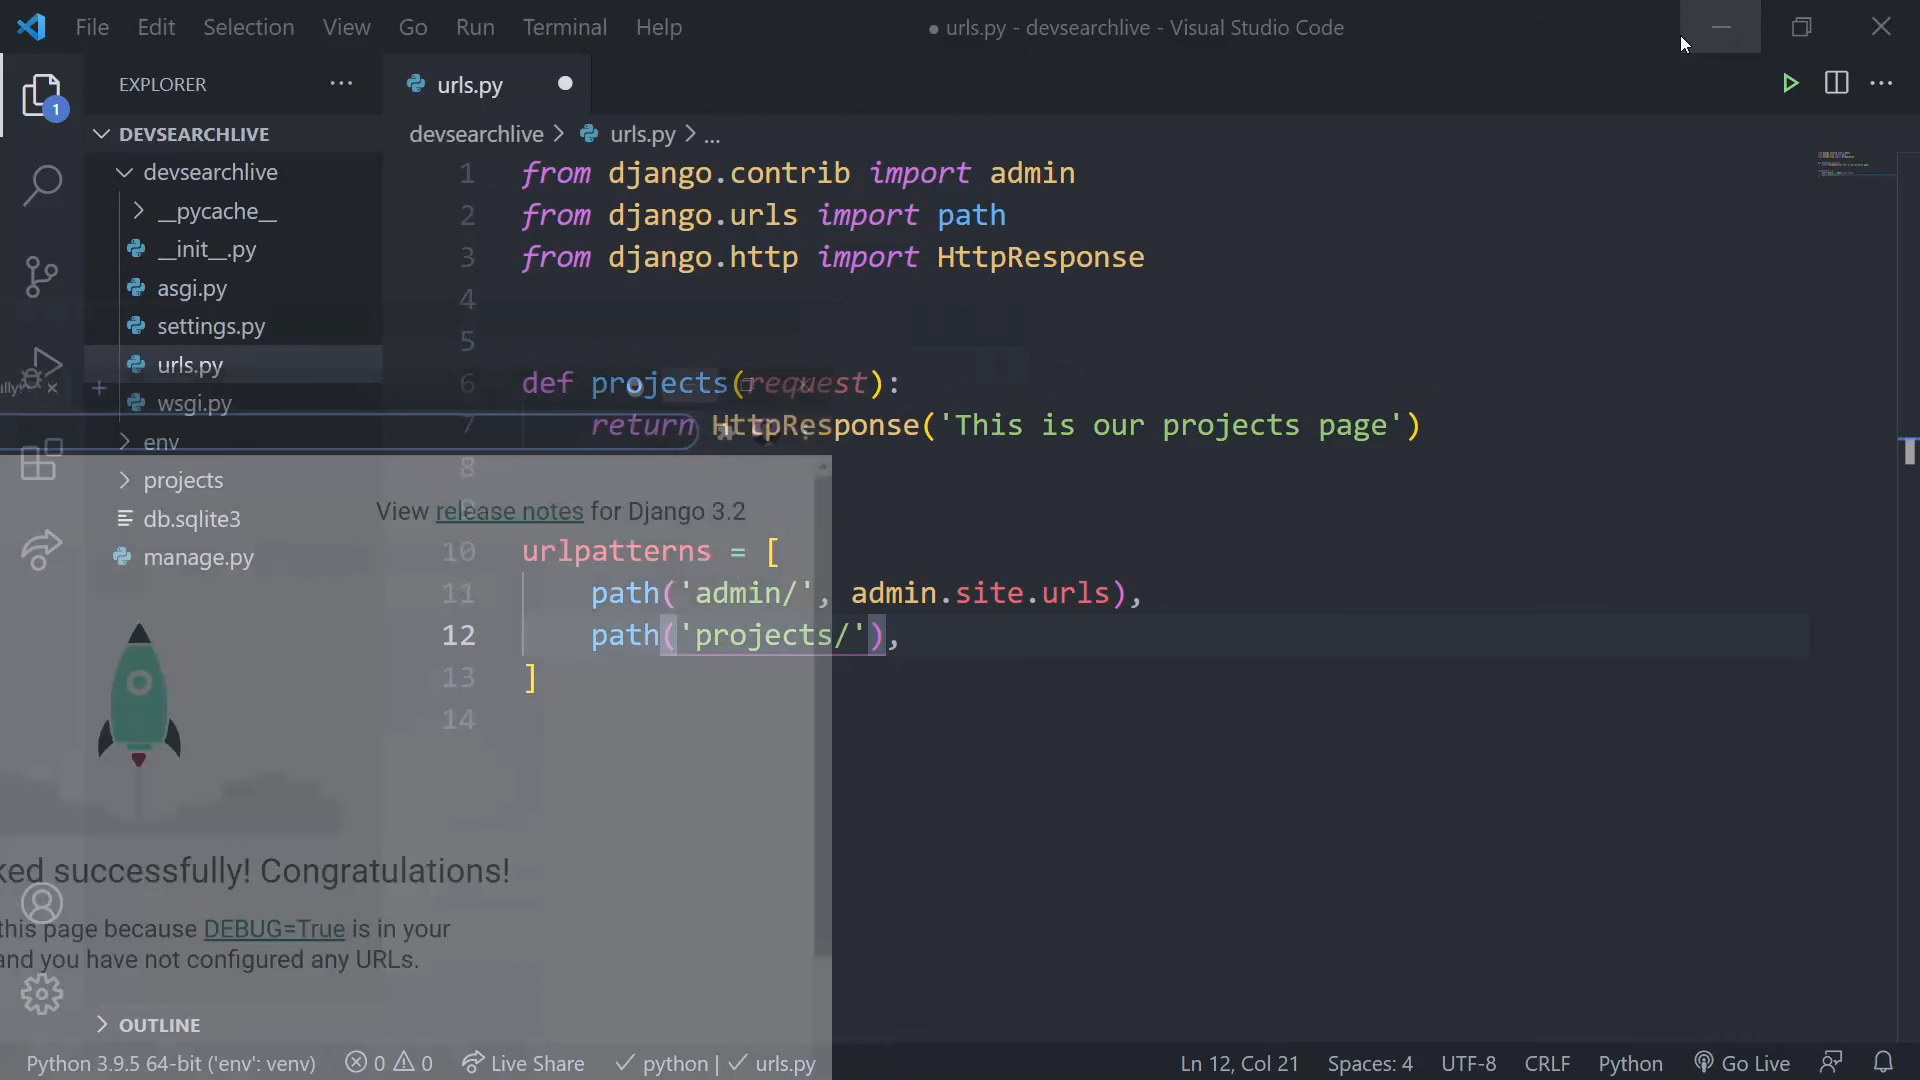 File Edit Selection View Go Run Terminal Help
● urls.py - devsearchlive - Visual Studio Code
EXPLORER ...
urls.py
1
DEVSEARCHLIVE
devsearchlive > urls.py > ...
devsearchlive
__pycache__
__init__.py
asgi.py
settings.py
urls.py
wsgi.py
env
projects
db.sqlite3
manage.py
1 from django.contrib import admin
2 from django.urls import path
3 from django.http import HttpResponse
4
5
6 def projects(request):
7 return HttpResponse('This is our projects page')
8
View release notes for Django 3.2
10 urlpatterns = [
11 path('admin/', admin.site.urls),
12 path('projects/'),
13 ]
14
successfully! Congratulations!
this page because DEBUG=True is in your
and you have not configured any URLs.
OUTLINE
Python 3.9.5 64-bit ('env': venv) 0 0 Live Share ✓ python | ✓ urls.py
Ln 12, Col 21 Spaces: 4 UTF-8 CRLF Python Go Live